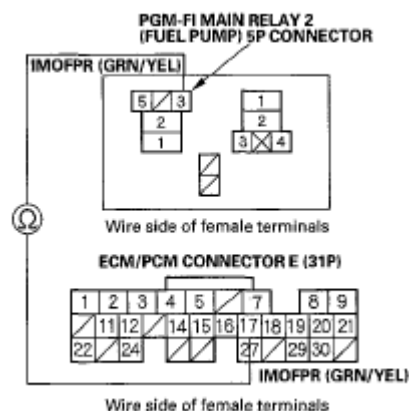 PGM-FI MAIN RELAY 2
(FUEL PUMP) 5P CONNECTOR
IMOFPR (GRN/YEL)
5 3 1
2 2
1 3 4
Ω
Wire side of female terminals
ECM/PCM CONNECTOR E (31P)
1 2 3 4 5 7 8 9
11 12 14 15 16 17 18 19 20 21
22 24 27 29 30
IMOFPR (GRN/YEL)
Wire side of female terminals